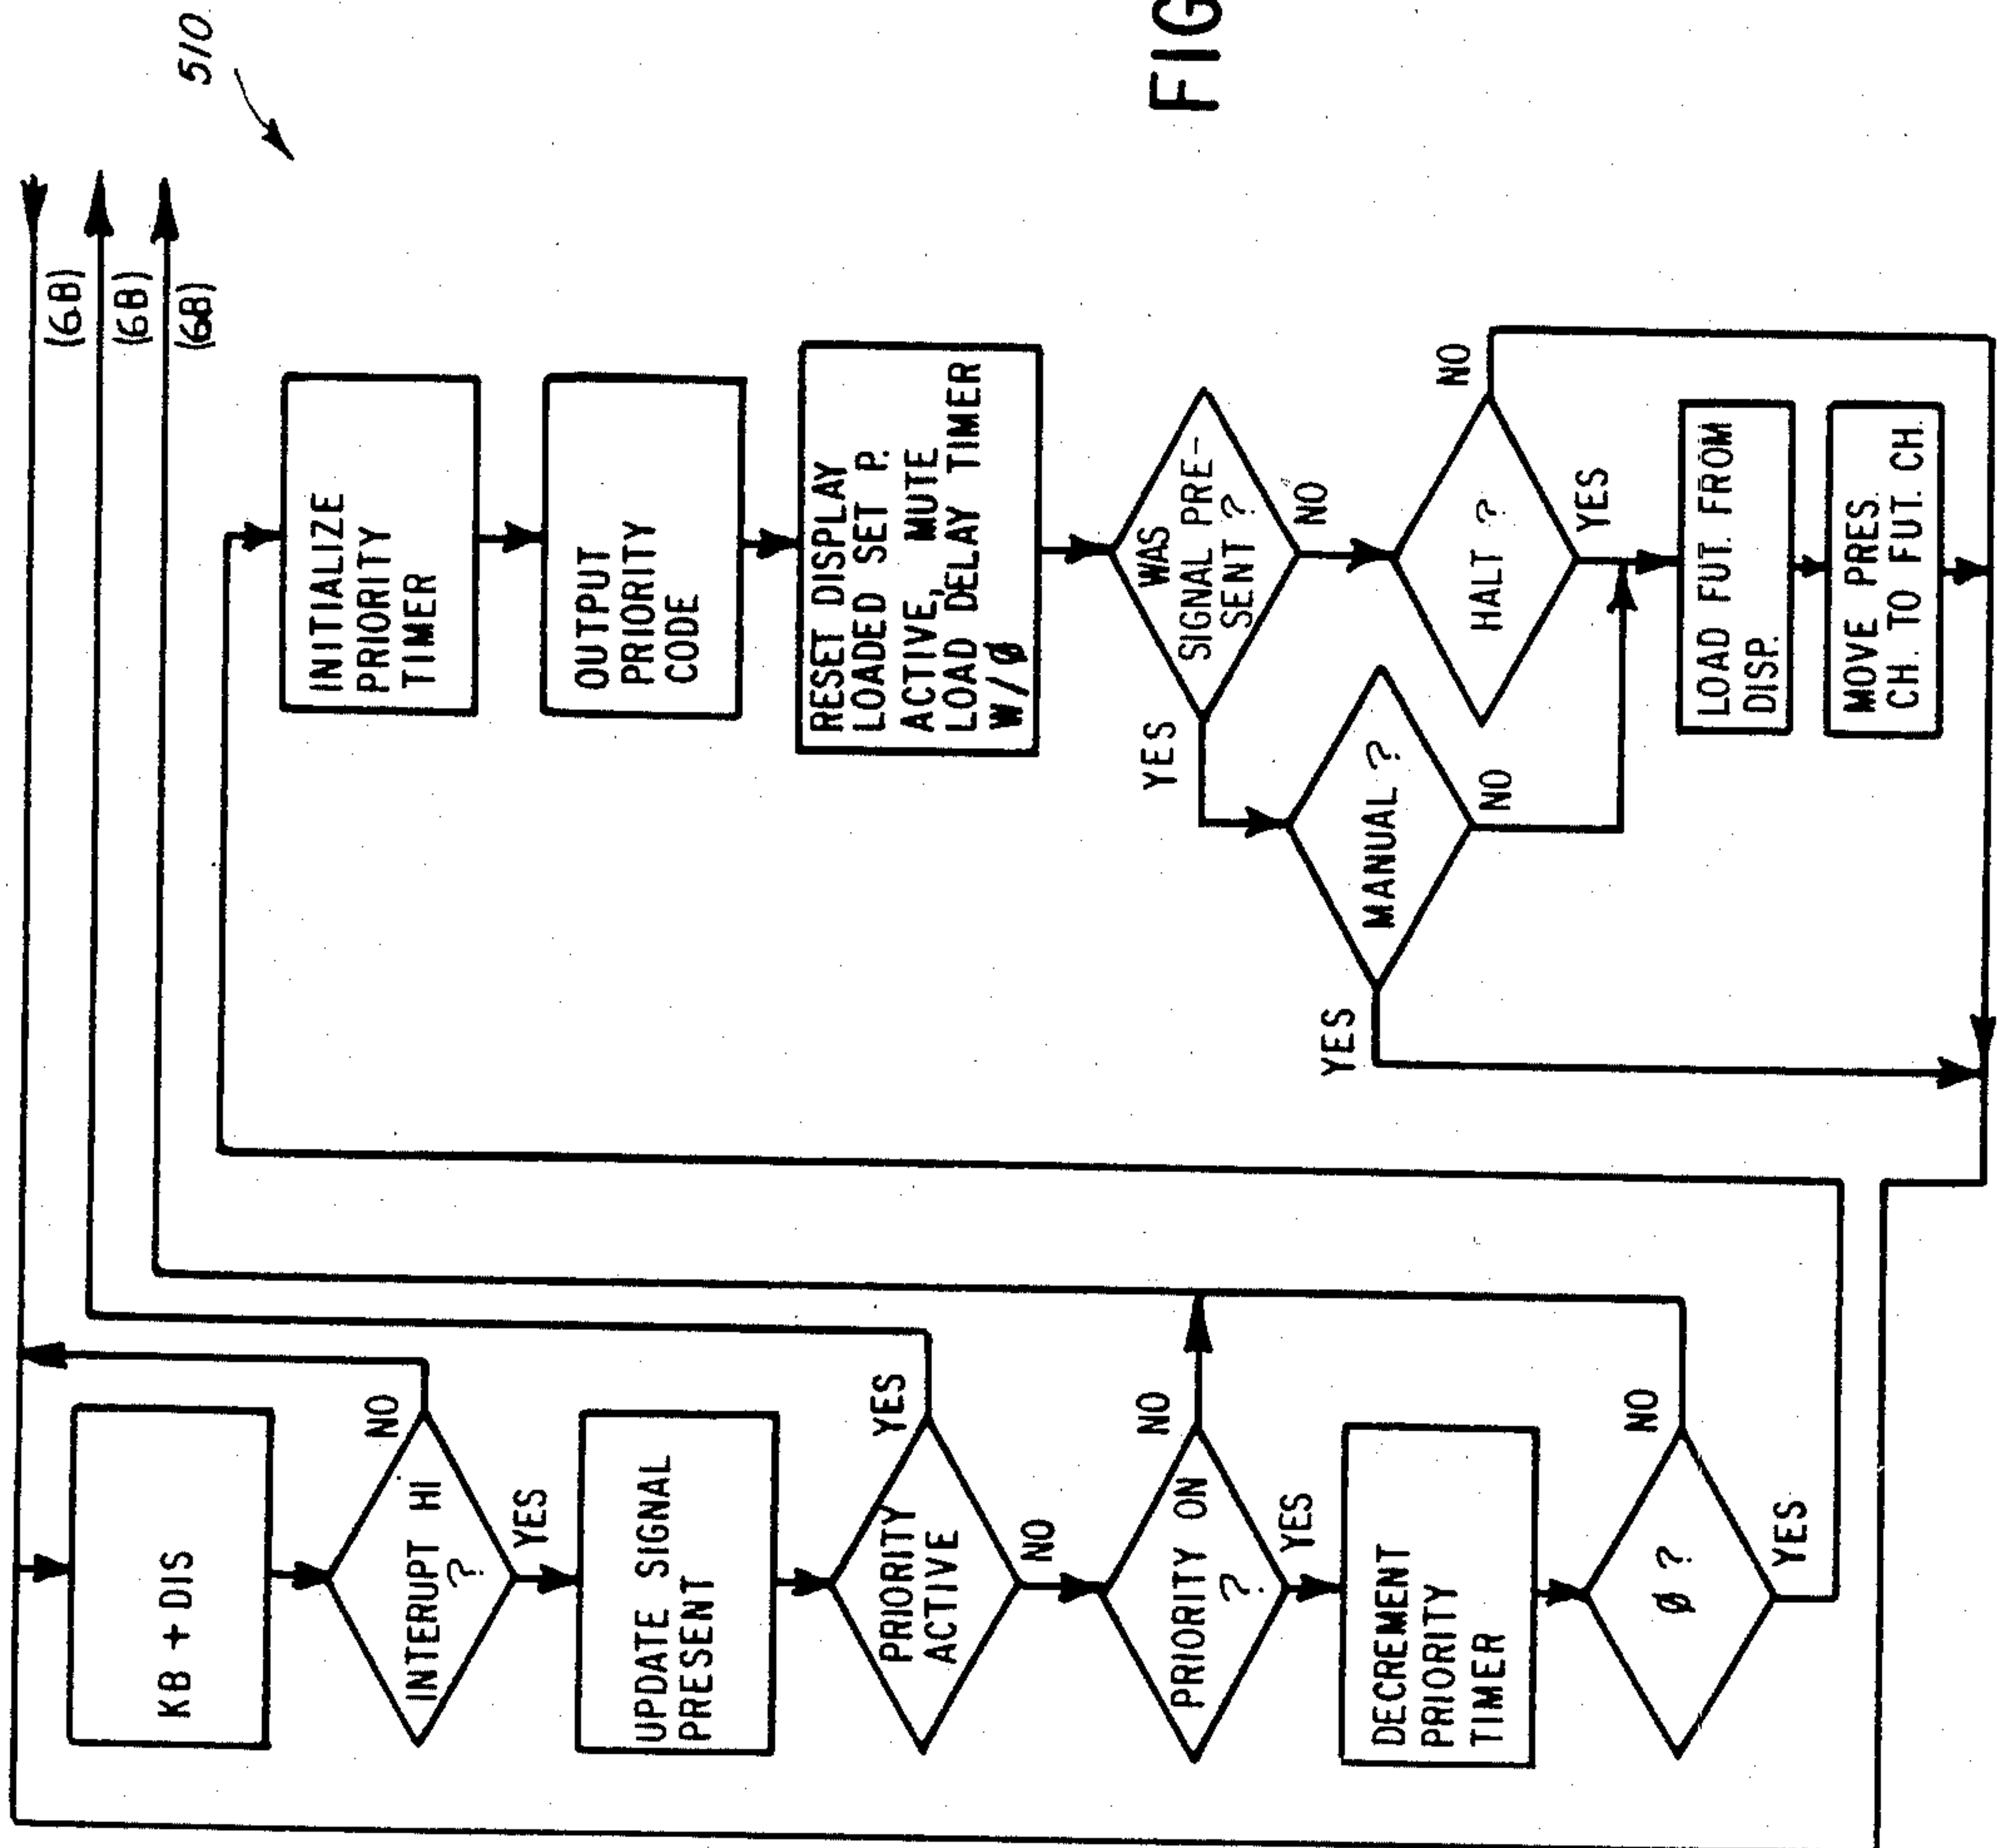 510
(6B)
(6B)
(6B)
KB + DIS
INTERUPT HI
?
NO
YES
UPDATE SIGNAL
PRESENT
PRIORITY
ACTIVE
YES
NO
PRIORITY ON
?
NO
YES
DECREMENT
PRIORITY
TIMER
Ø ?
NO
YES
INITIALIZE
PRIORITY
TIMER
OUTPUT
PRIORITY
CODE
RESET DISPLAY
LOADED SET P.
ACTIVE, MUTE
LOAD DELAY TIMER
W/Ø
WAS
SIGNAL PRE-
SENT ?
YES
NO
MANUAL ?
YES
NO
HALT ?
NO
YES
LOAD FUT. FROM
DISP.
MOVE PRES.
CH. TO FUT. CH.
FIG